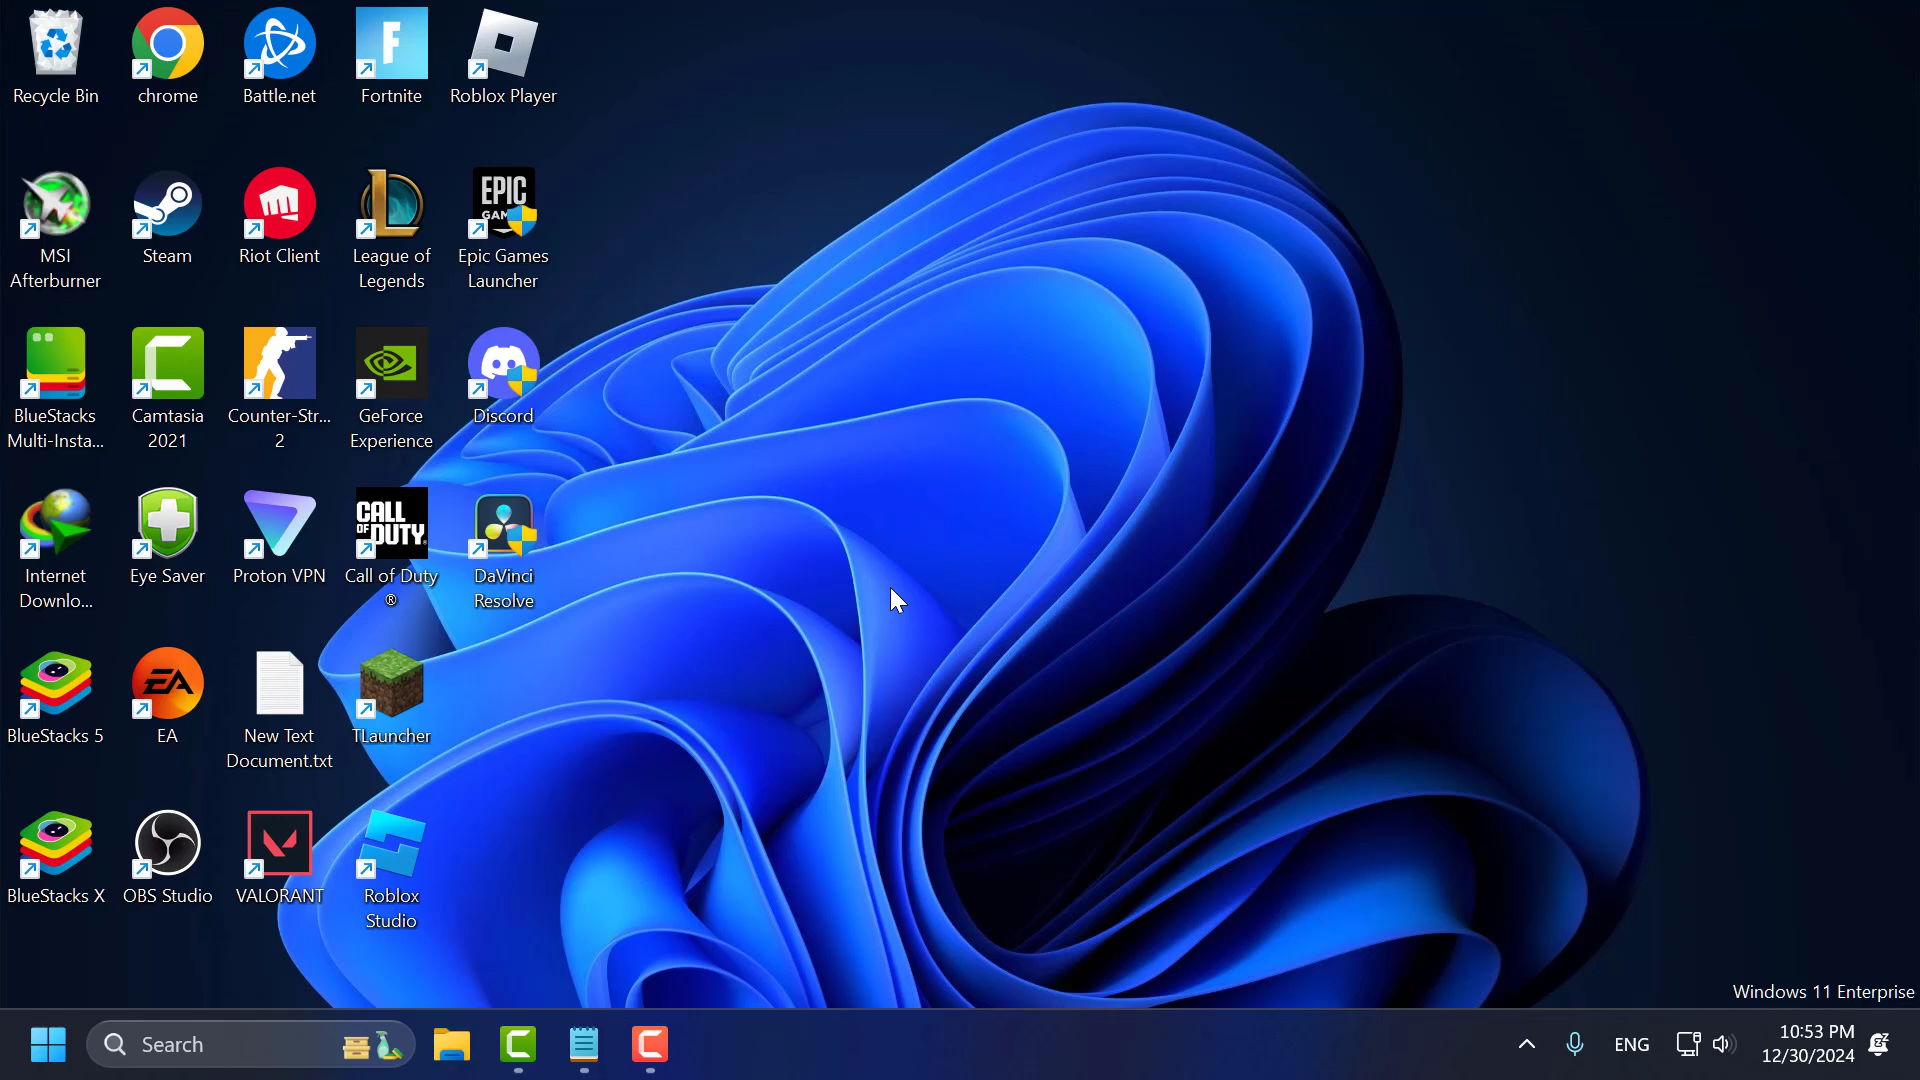 Recycle Bin
chrome
Battle.net
F
Fortnite
Roblox Player
MSI
Afterburner
Steam
Riot Client
League of
Legends
EPIC
GAM
Epic Games
Launcher
BlueStacks
Multi-Insta...
Camtasia
2021
Counter-Str...
2
GeForce
Experience
Discord
Internet
Downlo...
Eye Saver
Proton VPN
CALL
OF DUTY®
Call of Duty
®
DaVinci
Resolve
BlueStacks 5
EA
EA
New Text
Document.txt
TLauncher
BlueStacks X
OBS Studio
VALORANT
Roblox
Studio
Windows 11 Enterprise
Search
ENG
10:53 PM
12/30/2024